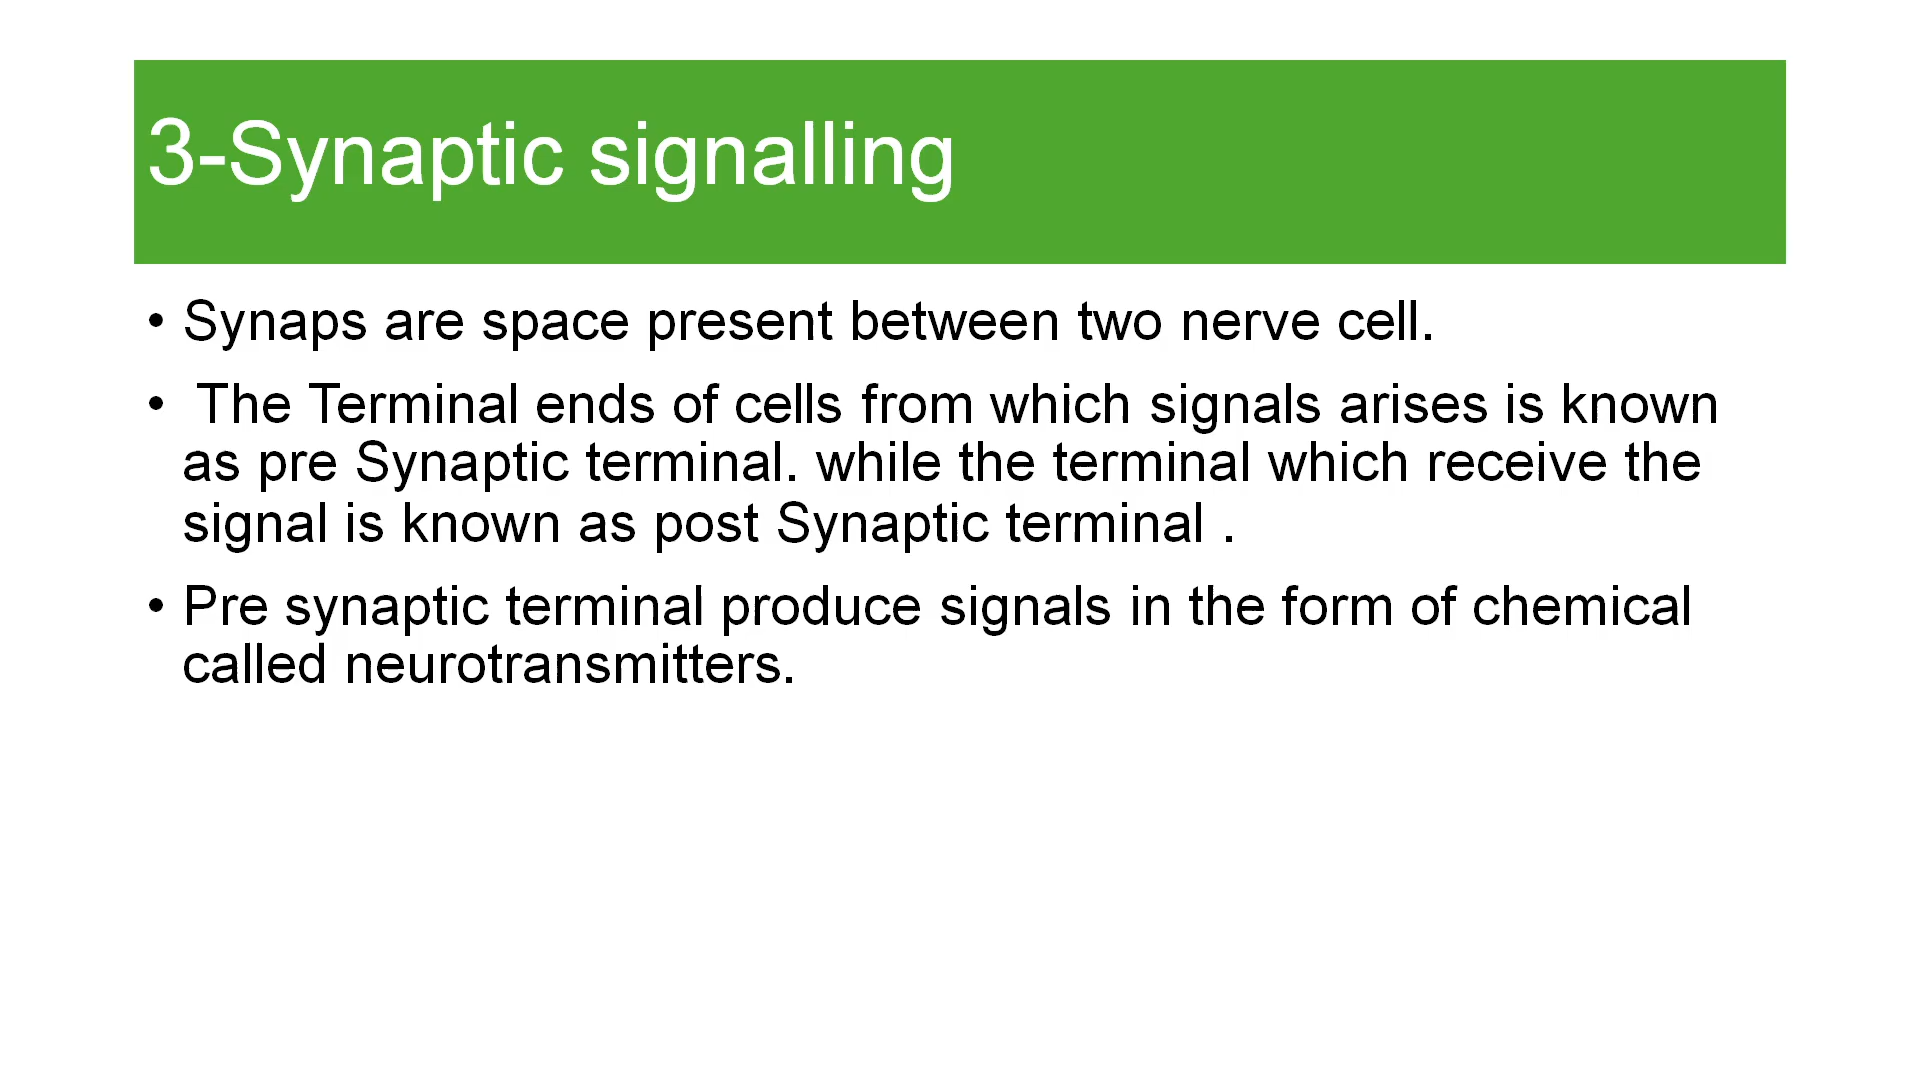 3-Synaptic signalling
• Synaps are space present between two nerve cell.
• The Terminal ends of cells from which signals arises is known
as pre Synaptic terminal. while the terminal which receive the
signal is known as post Synaptic terminal .
• Pre synaptic terminal produce signals in the form of chemical
called neurotransmitters.